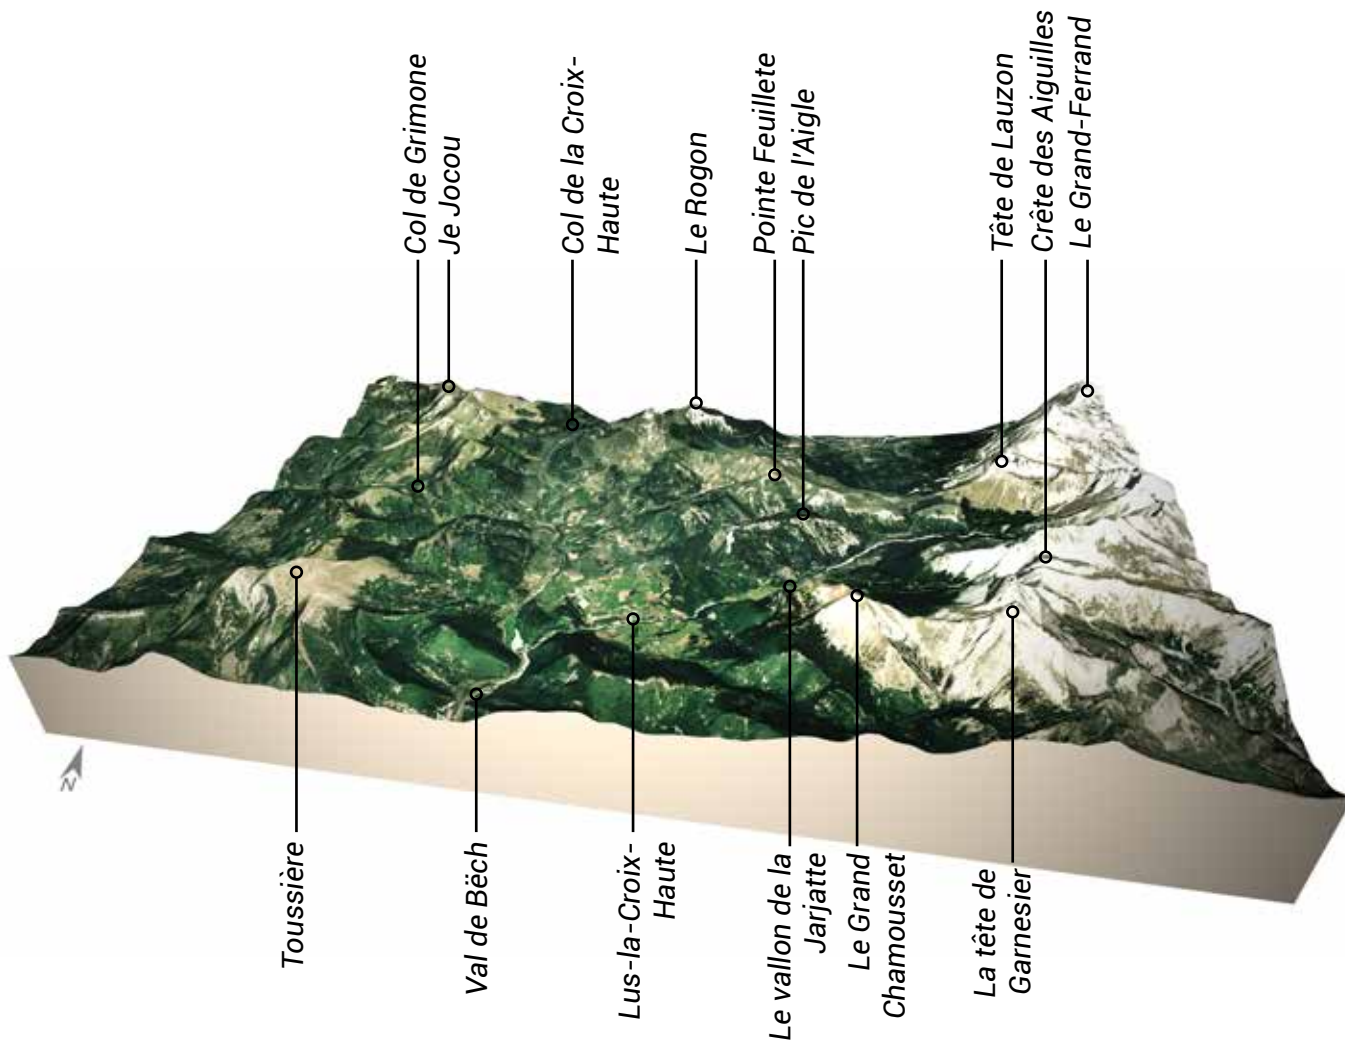 Col de Grimone
Je Jocou
Col de la Croix-
Haute
Le Rogon
Pointe Feuillete
Pic de l'Aigle
Tête de Lauzon
Crête des Aiguilles
Le Grand-Ferrand
N
Toussière
Val de Bëch
Lus-la-Croix-
Haute
Le vallon de la
Jarjatte
Le Grand
Chamousset
La tête de
Garnesier